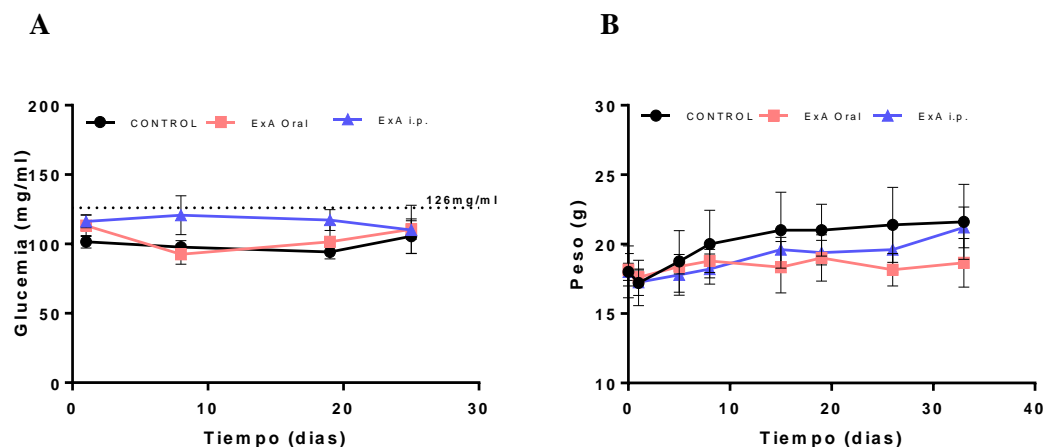 A
B
Glucemia (mg/ml)
200
150
100
50
0
CONTROL
ExA Oral
ExA i.p.
126mg/ml
0
10
20
30
Tiempo (dias)
Peso (g)
30
25
20
15
10
CONTROL
ExA Oral
ExA i.p.
0
10
20
30
40
Tiempo (dias)